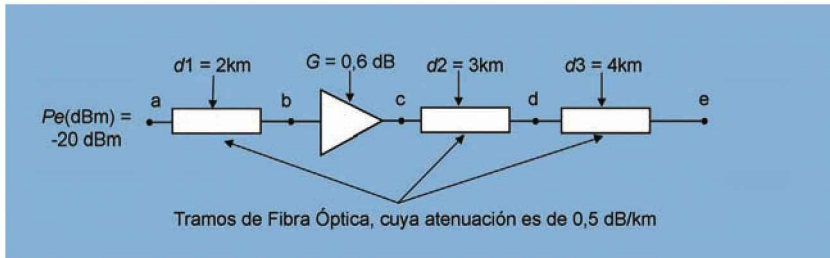 d1 = 2km
G = 0,6 dB
d2 = 3km
d3 = 4km
a
b
c
d
e
Pe(dBm) =
-20 dBm
Tramos de Fibra Óptica, cuya atenuación es de 0,5 dB/km